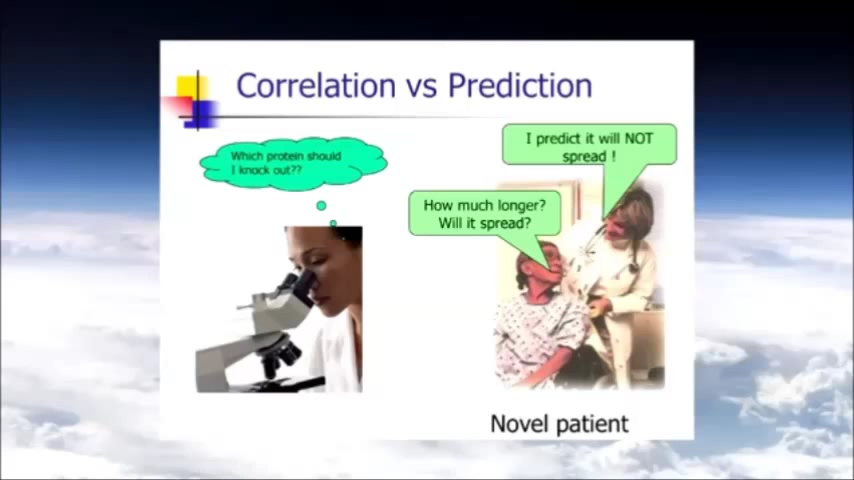 Correlation vs Prediction
Which protein should
I knock out??
I predict it will NOT
spread !
How much longer?
Will it spread?
Novel patient